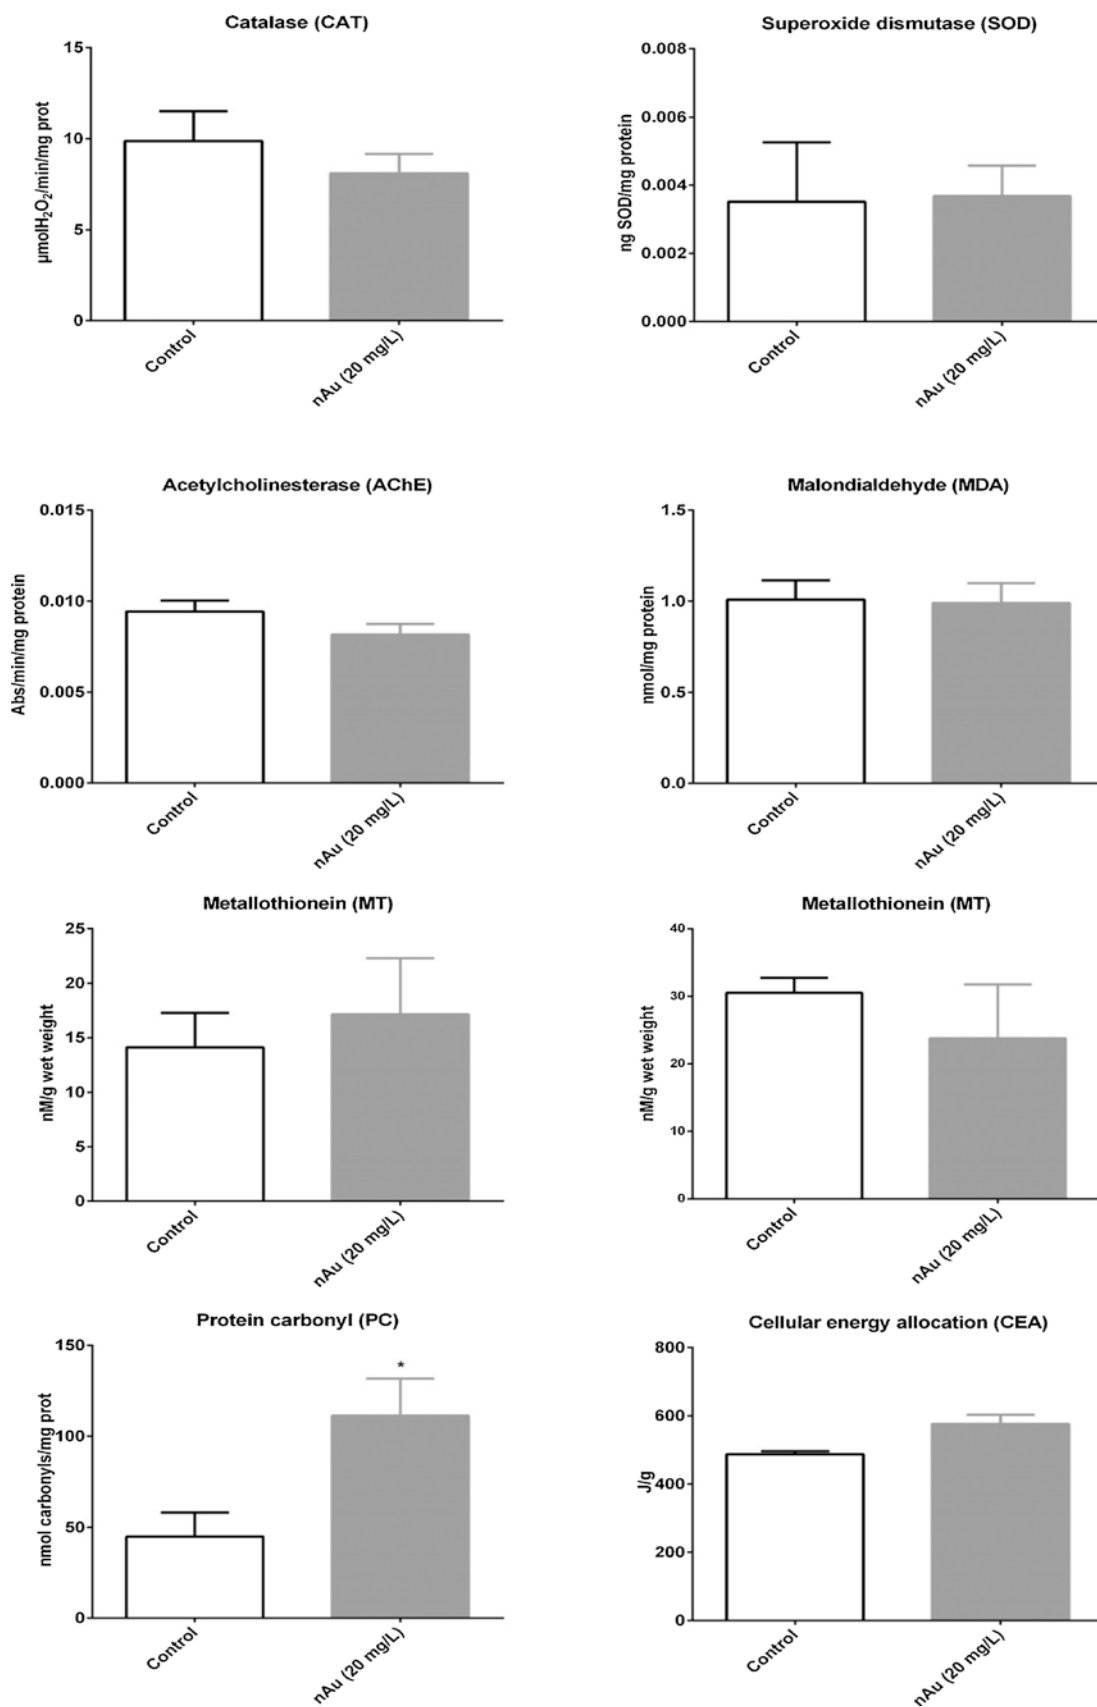 Catalase (CAT)
15
10
5
0
µmolH₂O₂/min/mg prot
Control
nAu (20 mg/L)
Superoxide dismutase (SOD)
0.008
0.006
0.004
0.002
0.000
ng SOD/mg protein
Control
nAu (20 mg/L)
Acetylcholinesterase (AChE)
0.015
0.010
0.005
0.000
Abs/min/mg protein
Control
nAu (20 mg/L)
Malondialdehyde (MDA)
1.5
1.0
0.5
0.0
nmol/mg protein
Control
nAu (20 mg/L)
Metallothionein (MT)
25
20
15
10
5
0
nM/g wet weight
Control
nAu (20 mg/L)
Metallothionein (MT)
40
30
20
10
0
nM/g wet weight
Control
nAu (20 mg/L)
Protein carbonyl (PC)
150
100
50
0
nmol carbonyls/mg prot
*
Control
nAu (20 mg/L)
Cellular energy allocation (CEA)
800
600
400
200
0
J/g
Control
nAu (20 mg/L)